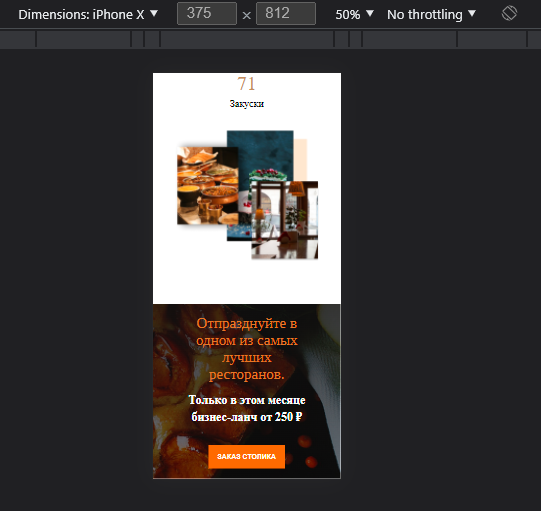 Dimensions: iPhone X ▼ 375 × 812 50% ▼ No throttling ▼
71
Закуски
Отпразднуйте в
одном из самых
лучших
ресторанов.
Только в этом месяце
бизнес-ланч от 250 ₽
ЗАКАЗ СТОЛИКА